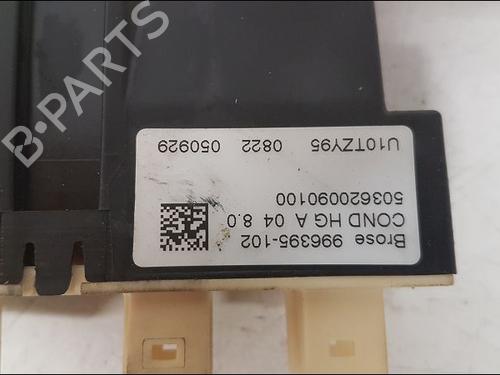 Brose 996395-102
COND HG A 04 8.0
503620090100
U10TZY95 0822 050929
B-PARTS